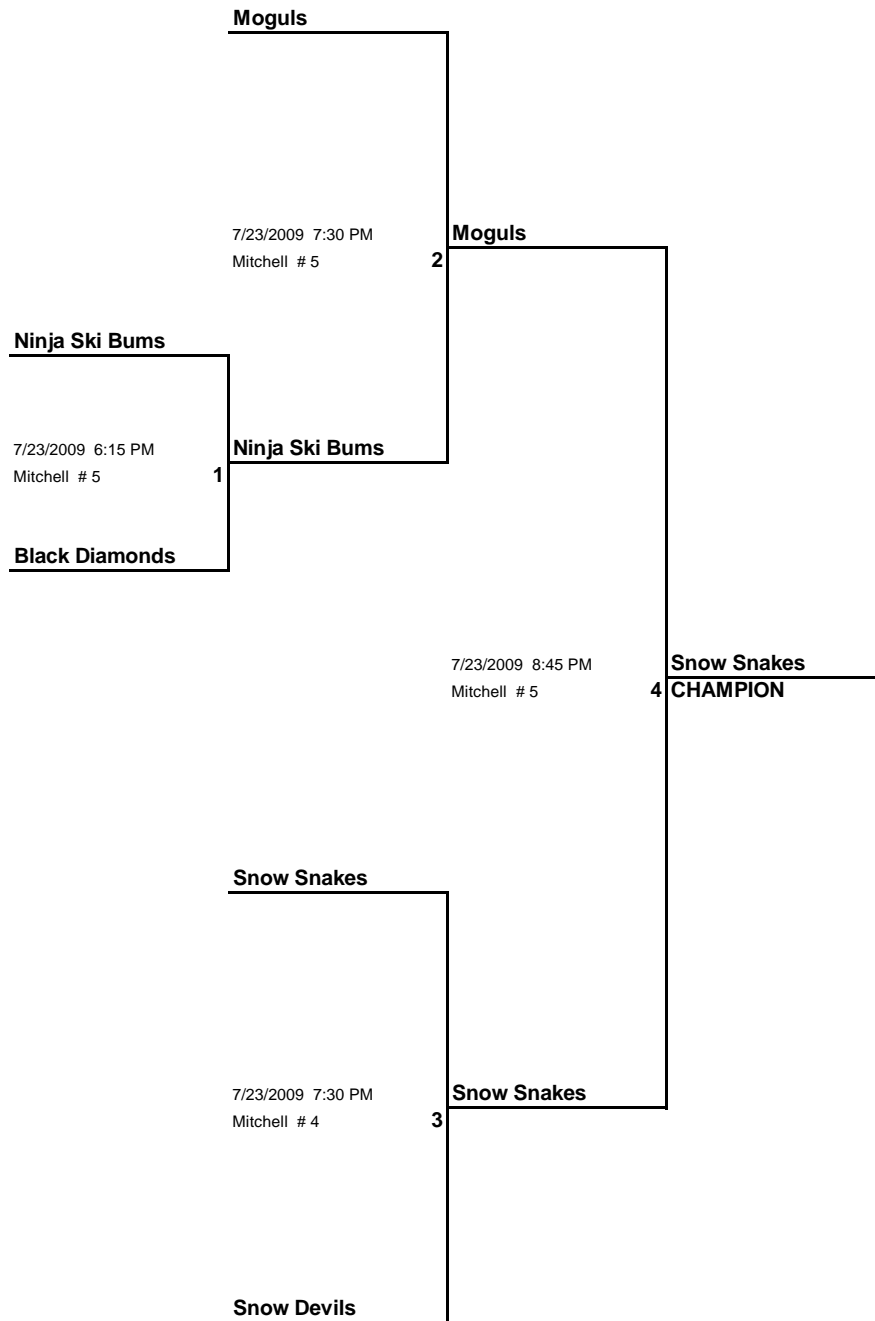 Moguls
7/23/2009 7:30 PM
Moguls
Mitchell # 5
2
Ninja Ski Bums
7/23/2009 6:15 PM
Ninja Ski Bums
Mitchell # 5
1
Black Diamonds
7/23/2009 8:45 PM
Snow Snakes
Mitchell # 5
4
CHAMPION
Snow Snakes
7/23/2009 7:30 PM
Snow Snakes
Mitchell # 4
3
Snow Devils